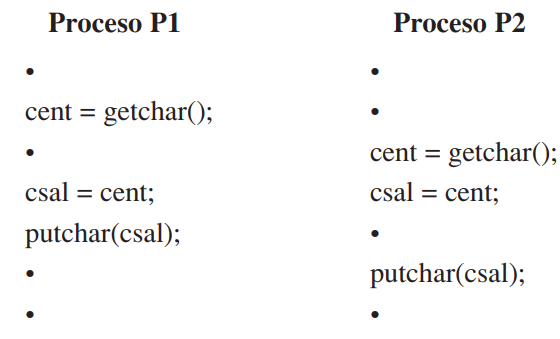 Proceso P1
•
cent = getchar();
•
csal = cent;
putchar(csal);
•
•
Proceso P2
•
•
cent = getchar();
csal = cent;
•
putchar(csal);
•